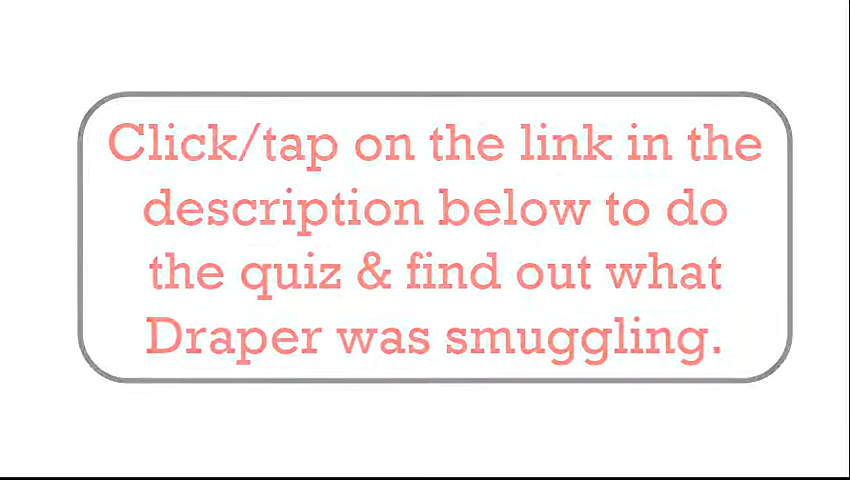 Click/tap on the link in the
description below to do
the quiz & find out what
Draper was smuggling.